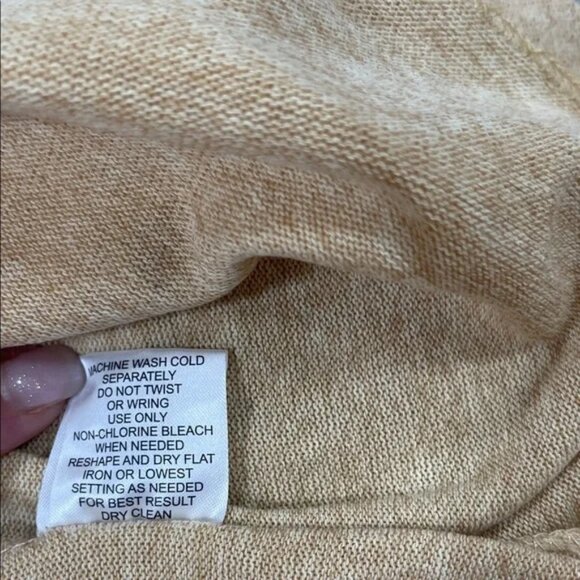 MACHINE WASH COLD
SEPARATELY
DO NOT TWIST
OR WRING
USE ONLY
NON-CHLORINE BLEACH
WHEN NEEDED
RESHAPE AND DRY FLAT
IRON OR LOWEST
SETTING AS NEEDED
FOR BEST RESULT
DRY CLEAN